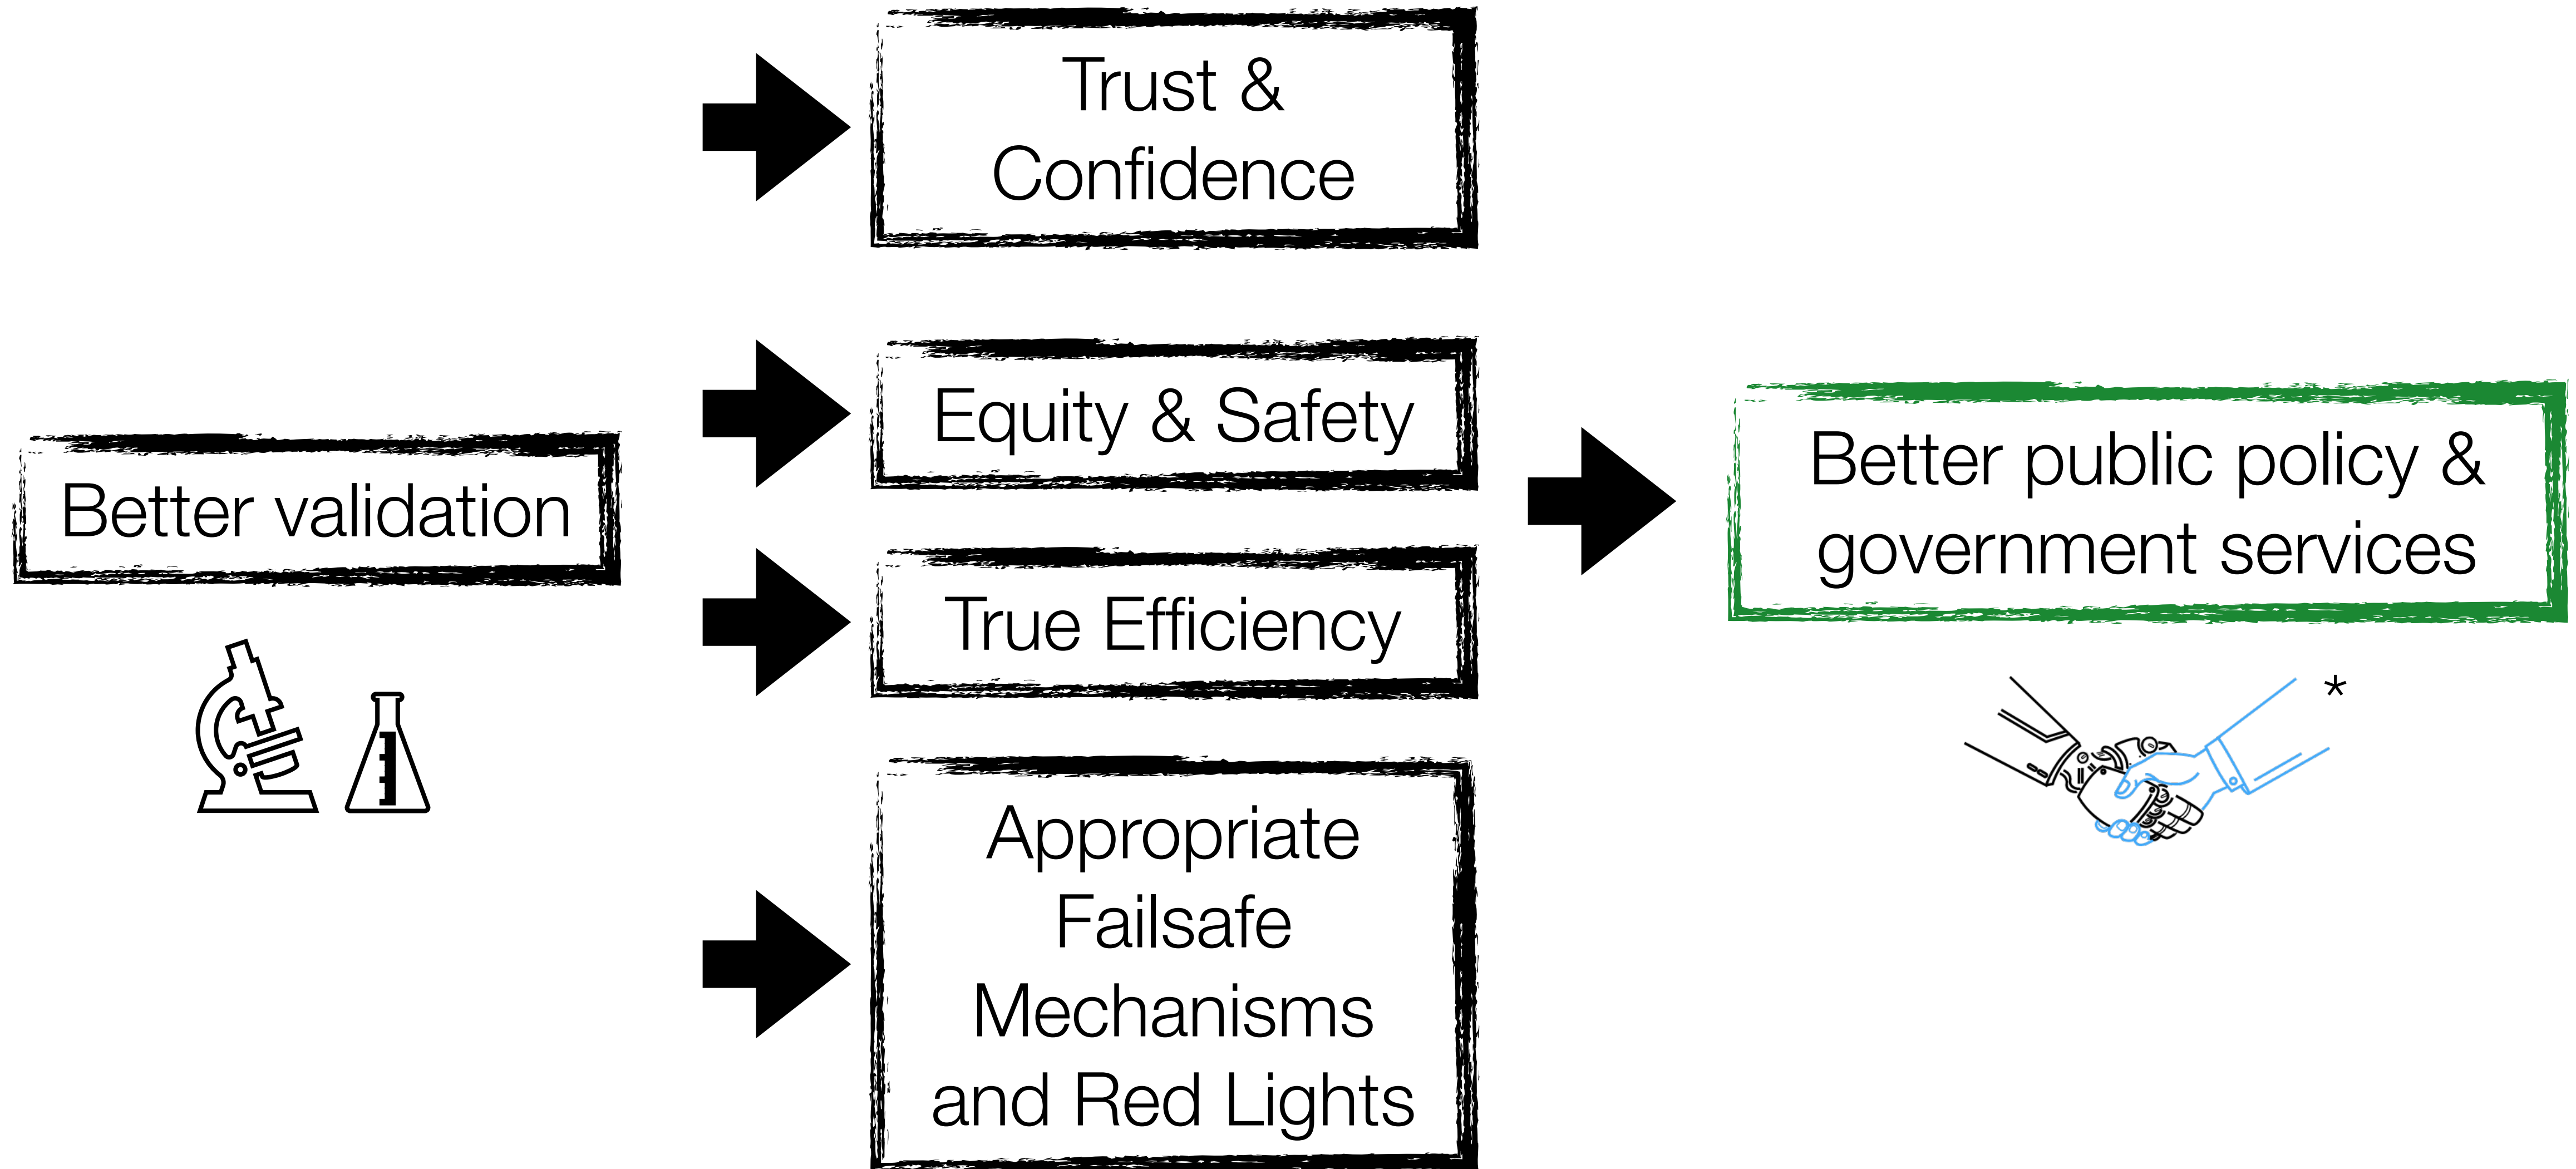 Better validation
Trust &
Confidence
Equity & Safety
True Efficiency
Appropriate
Failsafe
Mechanisms
and Red Lights
Better public policy &
government services
*